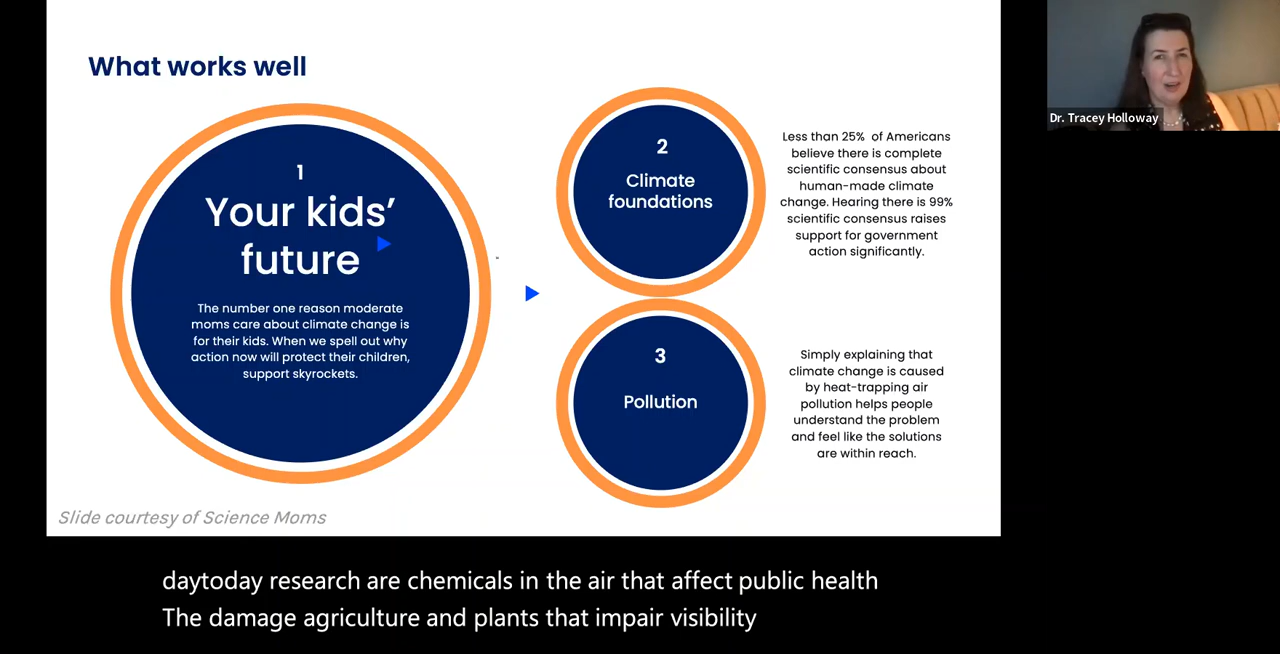 What works well
1
Your kids’
future
The number one reason moderate
moms care about climate change is
for their kids. When we spell out why
action now will protect their children,
support skyrockets.
2
Climate
foundations
Less than 25% of Americans
believe there is complete
scientific consensus about
human-made climate
change. Hearing there is 99%
scientific consensus raises
support for government
action significantly.
3
Pollution
Simply explaining that
climate change is caused
by heat-trapping air
pollution helps people
understand the problem
and feel like the solutions
are within reach.
Slide courtesy of Science Moms
Dr. Tracey Holloway
daytoday research are chemicals in the air that affect public health
The damage agriculture and plants that impair visibility